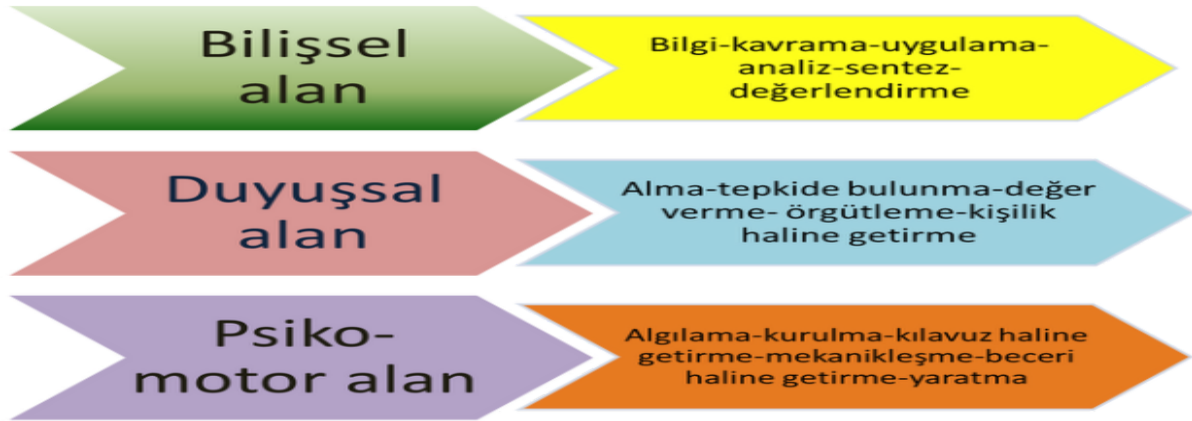 Bilişsel
alan
Bilgi-kavrama-uygulama-
analiz-sentez-
değerlendirme
Duyuşsal
alan
Alma-tepkide bulunma-değer
verme- örgütleme-kişilik
haline getirme
Psiko-
motor alan
Algılama-kurulma-kılavuz haline
getirme-mekanikleşme-beceri
haline getirme-yaratma